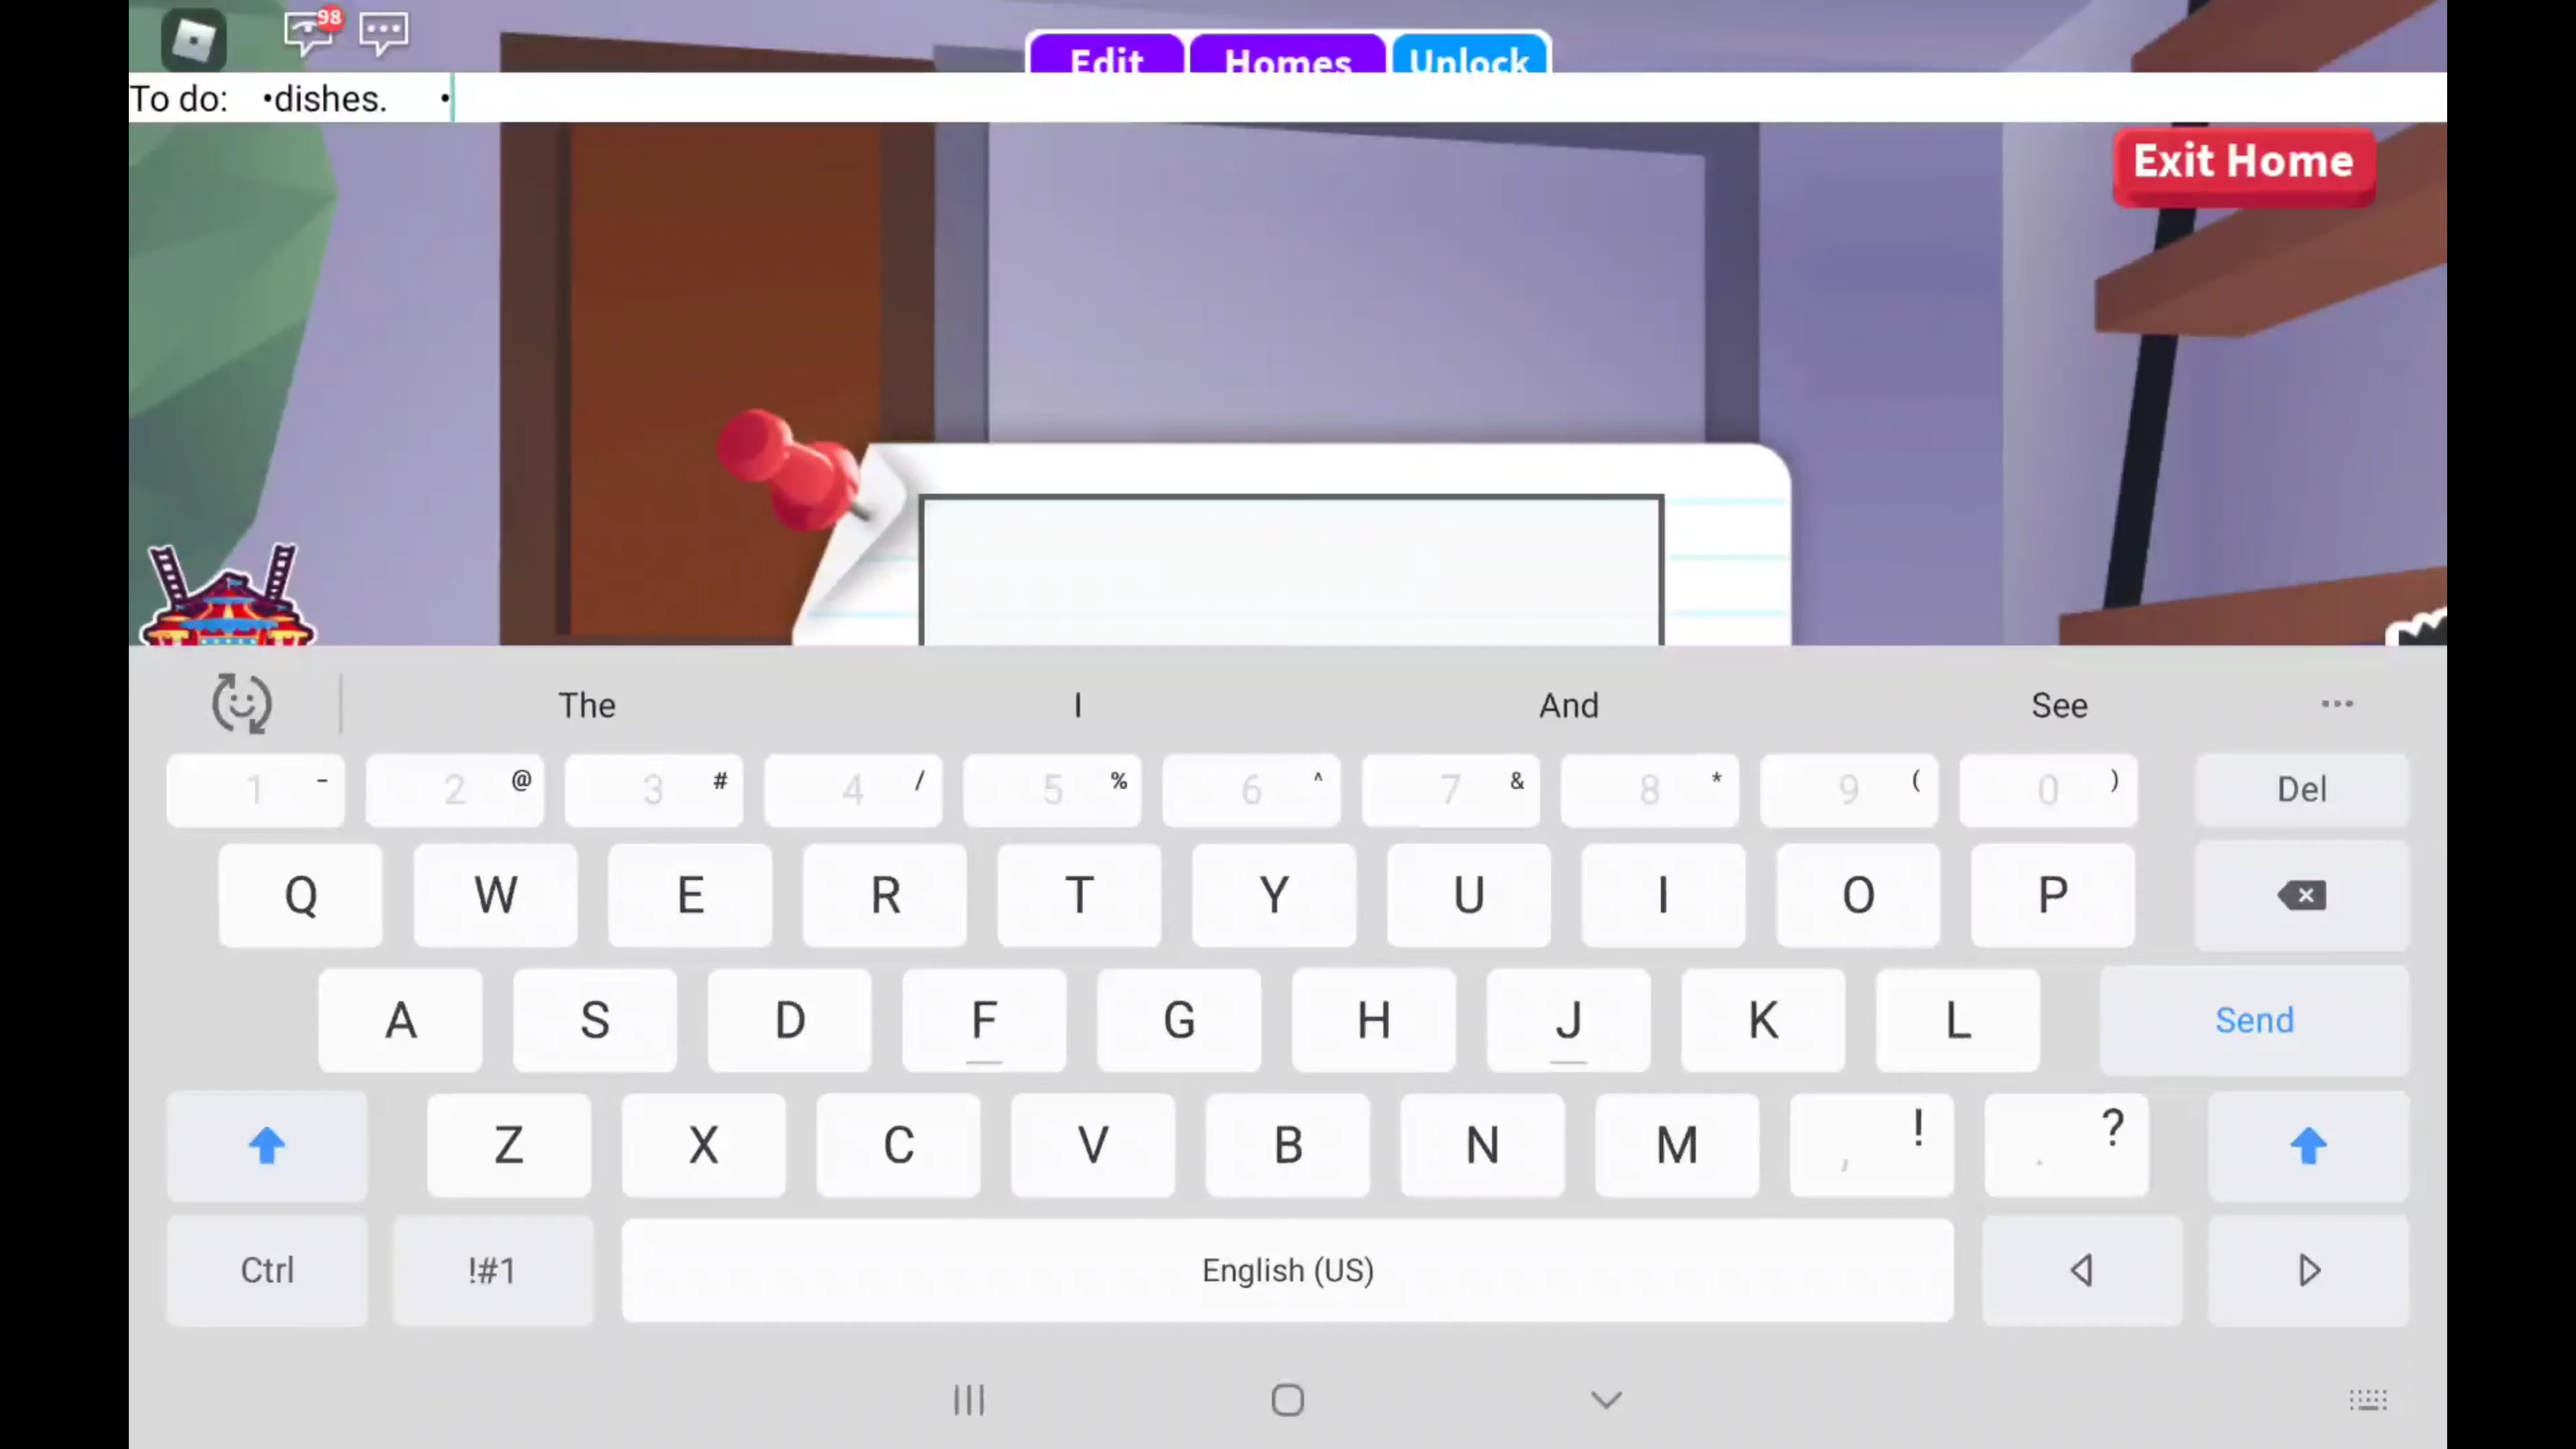 98
Edit Homes Unlock
To do: •dishes. •
Exit Home
The I And See ...
1 - 2 @ 3 # 4 / 5 % 6 ^ 7 & 8 * 9 ( 0 ) Del
Q W E R T Y U I O P
A S D F G H J K L Send
Z X C V B N M , ! . ?
Ctrl !#1 English (US)